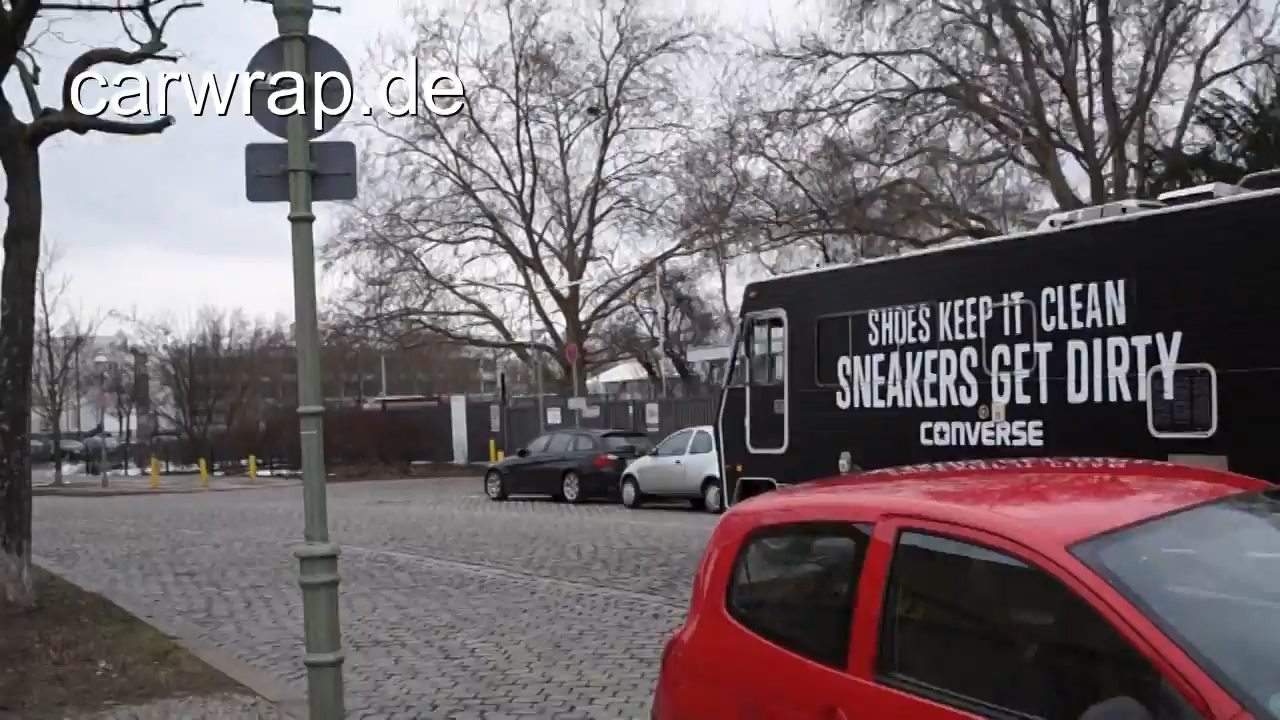 carwrap.de
SHOES KEEP IT CLEAN
SNEAKERS GET DIRTY
CONVERSE